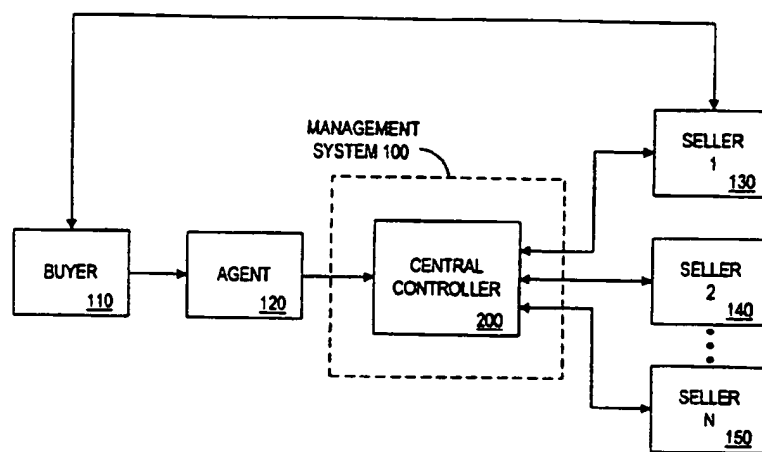 MANAGEMENT
SYSTEM 100
SELLER
1
130
BUYER
110
AGENT
120
CENTRAL
CONTROLLER
200
SELLER
2
140
SELLER
N
150